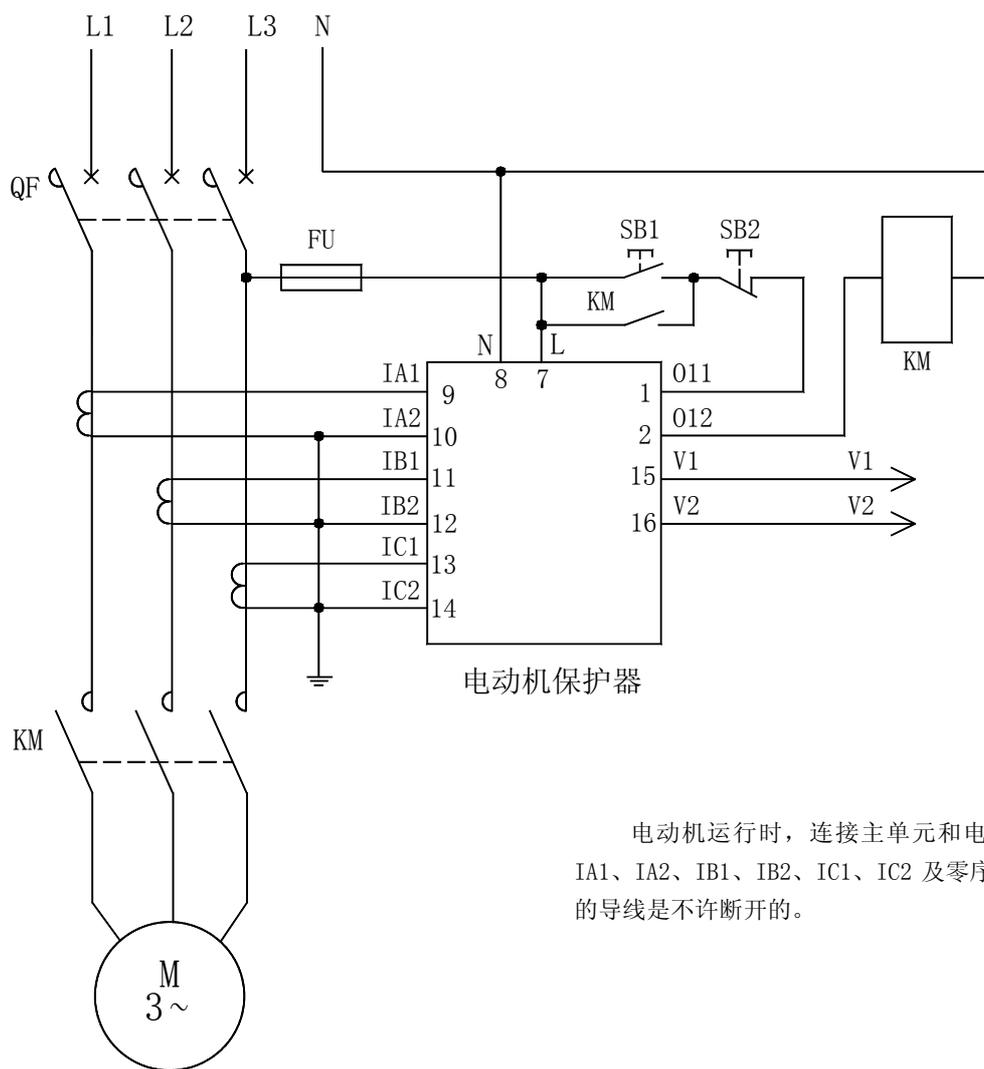 L1 L2 L3 N
QF
FU
SB1 SB2
KM
KM
N L
8 7
IA1 9
IA2 10
IB1 11
IB2 12
IC1 13
IC2 14
1 O11
2 O12
15 V1 V1
16 V2 V2
电动机保护器
KM
电动机运行时，连接主单元和电
IA1、IA2、IB1、IB2、IC1、IC2 及零序
的导线是不许断开的。
M
3~